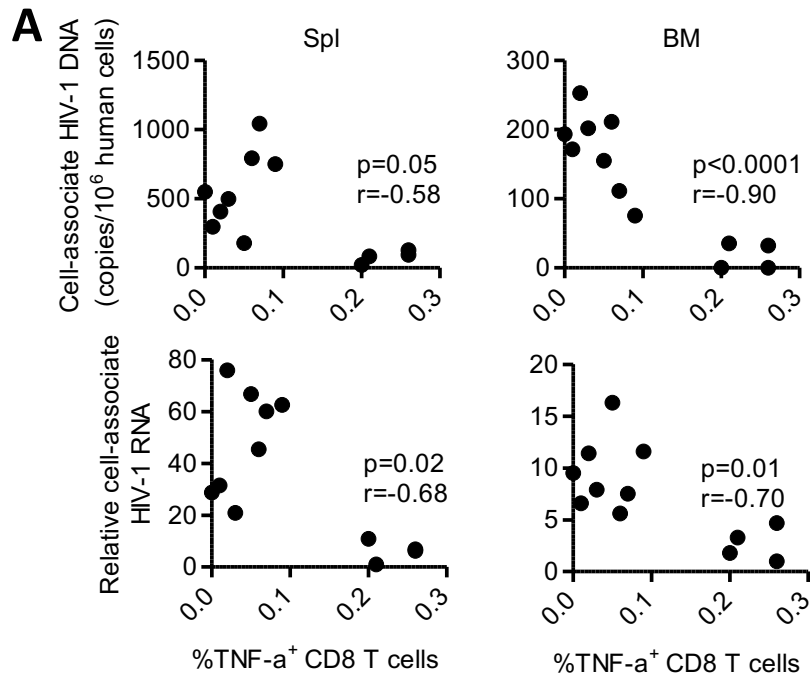 A
Spl
BM
Cell-associate HIV-1 DNA
(copies/10⁶ human cells)
1500
1000
500
0
0.0
0.1
0.2
0.3
p=0.05
r=-0.58
300
200
100
0
0.0
0.1
0.2
0.3
p<0.0001
r=-0.90
Relative cell-associate
HIV-1 RNA
80
60
40
20
0
0.0
0.1
0.2
0.3
p=0.02
r=-0.68
%TNF-a⁺ CD8 T cells
20
15
10
5
0
0.0
0.1
0.2
0.3
p=0.01
r=-0.70
%TNF-a⁺ CD8 T cells